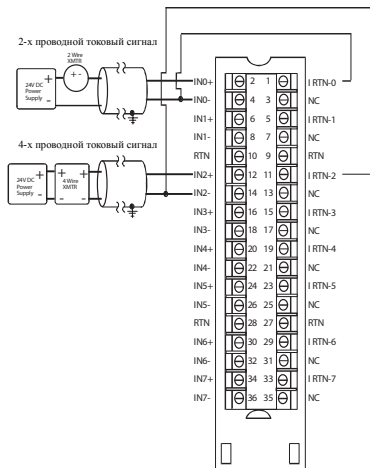 2-х проводной токовый сигнал
2 Wire
XMTR
+ -
24V DC
Power
Supply
+
-
4-х проводной токовый сигнал
24V DC
Power
Supply
+
-
+ +
4 Wire
XMTR
- -
IN0+ 2 1 I RTN-0
IN0- 4 3 NC
IN1+ 6 5 I RTN-1
IN1- 8 7 NC
RTN 10 9 RTN
IN2+ 12 11 I RTN-2
IN2- 14 13 NC
IN3+ 16 15 I RTN-3
IN3- 18 17 NC
IN4+ 20 19 I RTN-4
IN4- 22 21 NC
IN5+ 24 23 I RTN-5
IN5- 26 25 NC
RTN 28 27 RTN
IN6+ 30 29 I RTN-6
IN6- 32 31 NC
IN7+ 34 33 I RTN-7
IN7- 36 35 NC